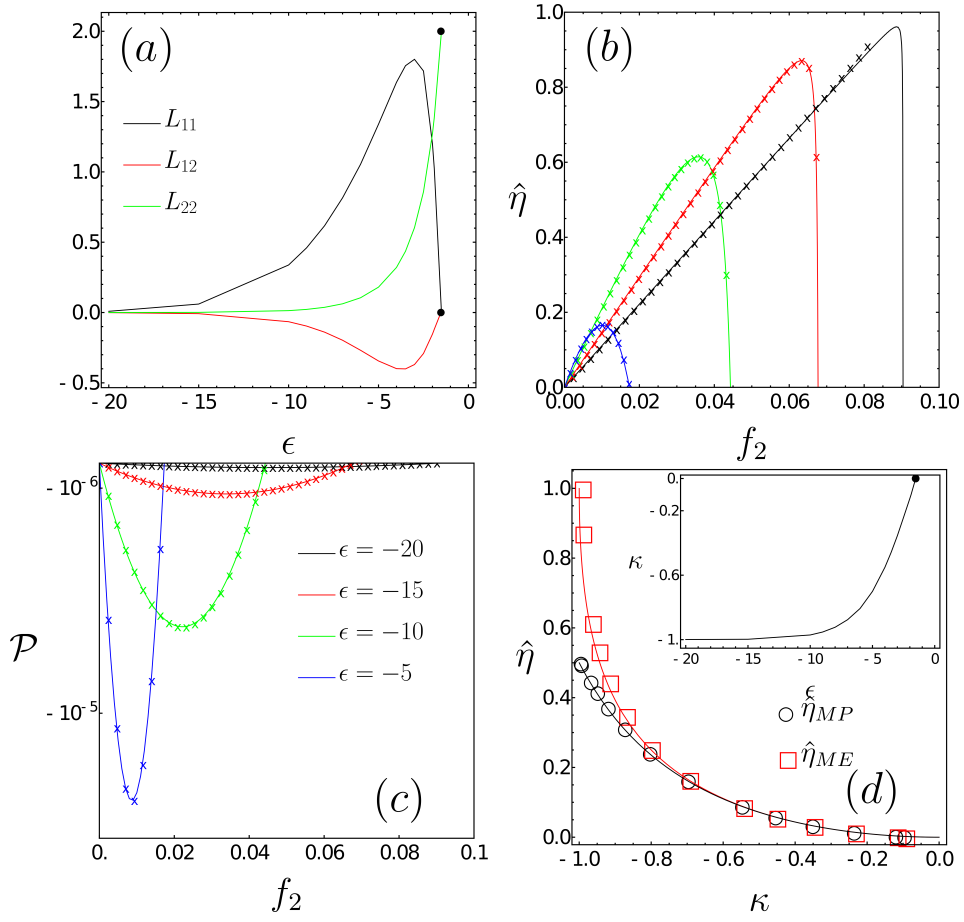 (a)
2.0
1.5
1.0
0.5
0.0
- 0.5
L11
L12
L22
- 20 - 15 - 10 - 5 0
ϵ
(b)
1.0
0.8
0.6
0.4
0.2
0.0
η̂
0.00 0.02 0.04 0.06 0.08 0.10
f2
- 10⁻⁶
- 10⁻⁵
𝒫
ϵ = −20
ϵ = −15
ϵ = −10
ϵ = −5
(c)
0. 0.02 0.04 0.06 0.08 0.1
f2
1.0
0.8
0.6
0.4
0.2
0.0
η̂
0.
- 0.2
- 0.6
- 1.
κ
- 20 - 15 - 10 - 5 0
ϵ
η̂MP
η̂ME
(d)
- 1.0 - 0.8 - 0.6 - 0.4 - 0.2 0.0
κ